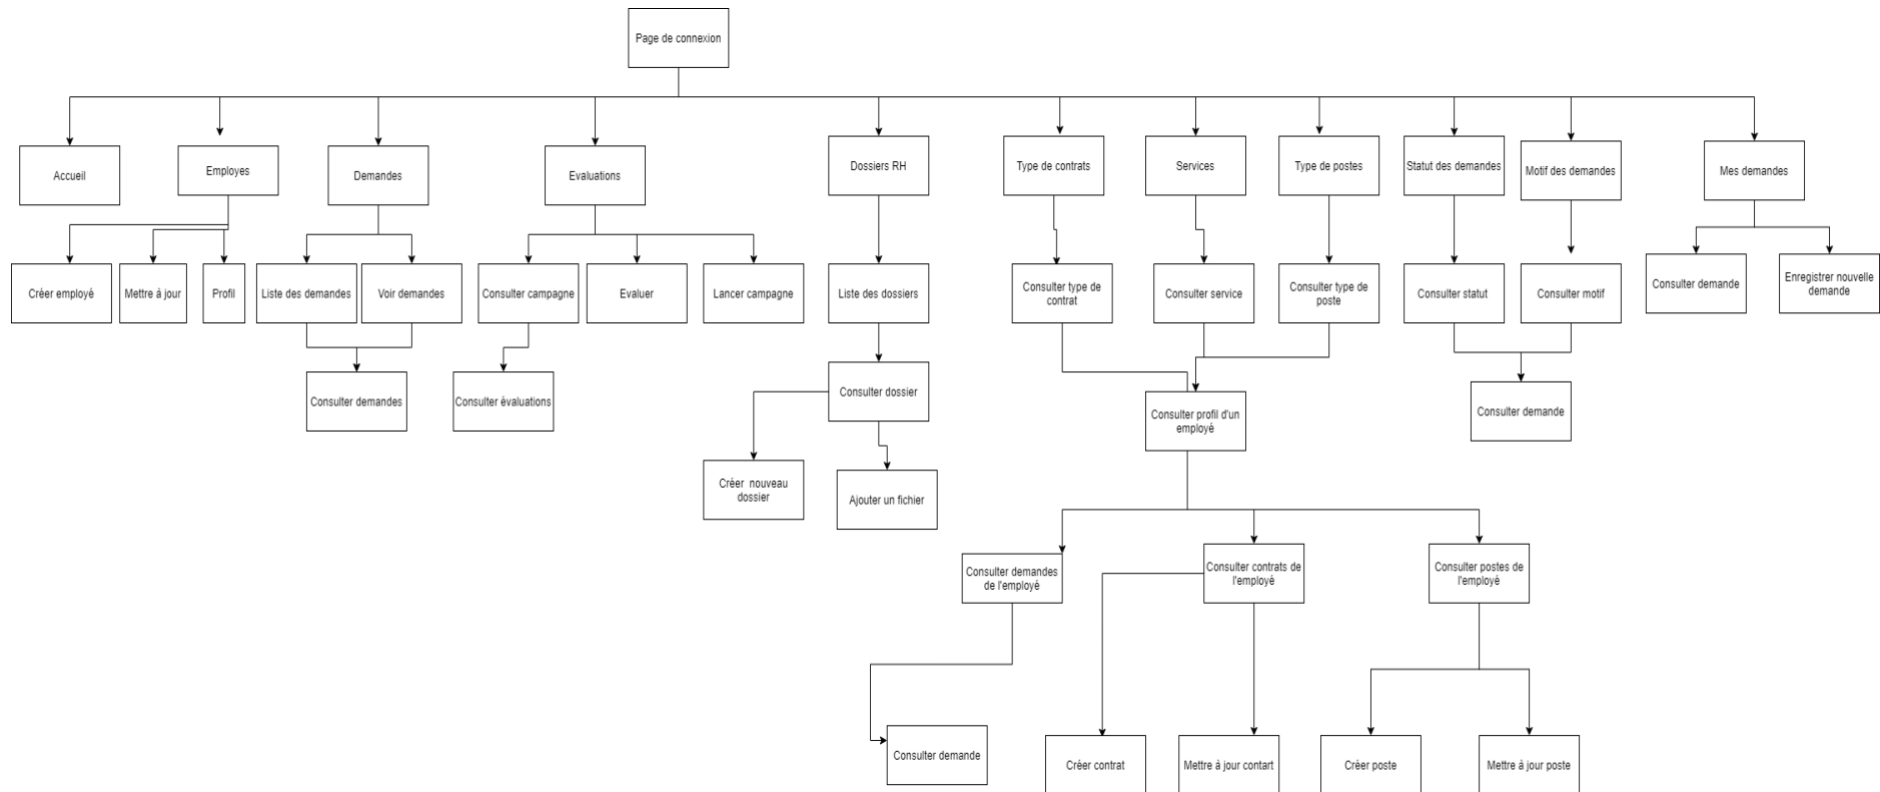 Page de connexion
Accueil
Employes
Demandes
Evaluations
Dossiers RH
Type de contrats
Services
Type de postes
Statut des demandes
Motif des demandes
Mes demandes
Créer employé
Mettre à jour
Profil
Liste des demandes
Voir demandes
Consulter campagne
Evaluer
Lancer campagne
Liste des dossiers
Consulter type de
contrat
Consulter service
Consulter type de
poste
Consulter statut
Consulter motif
Consulter demande
Enregistrer nouvelle
demande
Consulter demandes
Consulter évaluations
Consulter dossier
Consulter profil d'un
employé
Consulter demande
Créer nouveau
dossier
Ajouter un fichier
Consulter demandes
de l'employé
Consulter contrats de
l'employé
Consulter postes de
l'employé
Consulter demande
Créer contrat
Mettre à jour contart
Créer poste
Mettre à jour poste